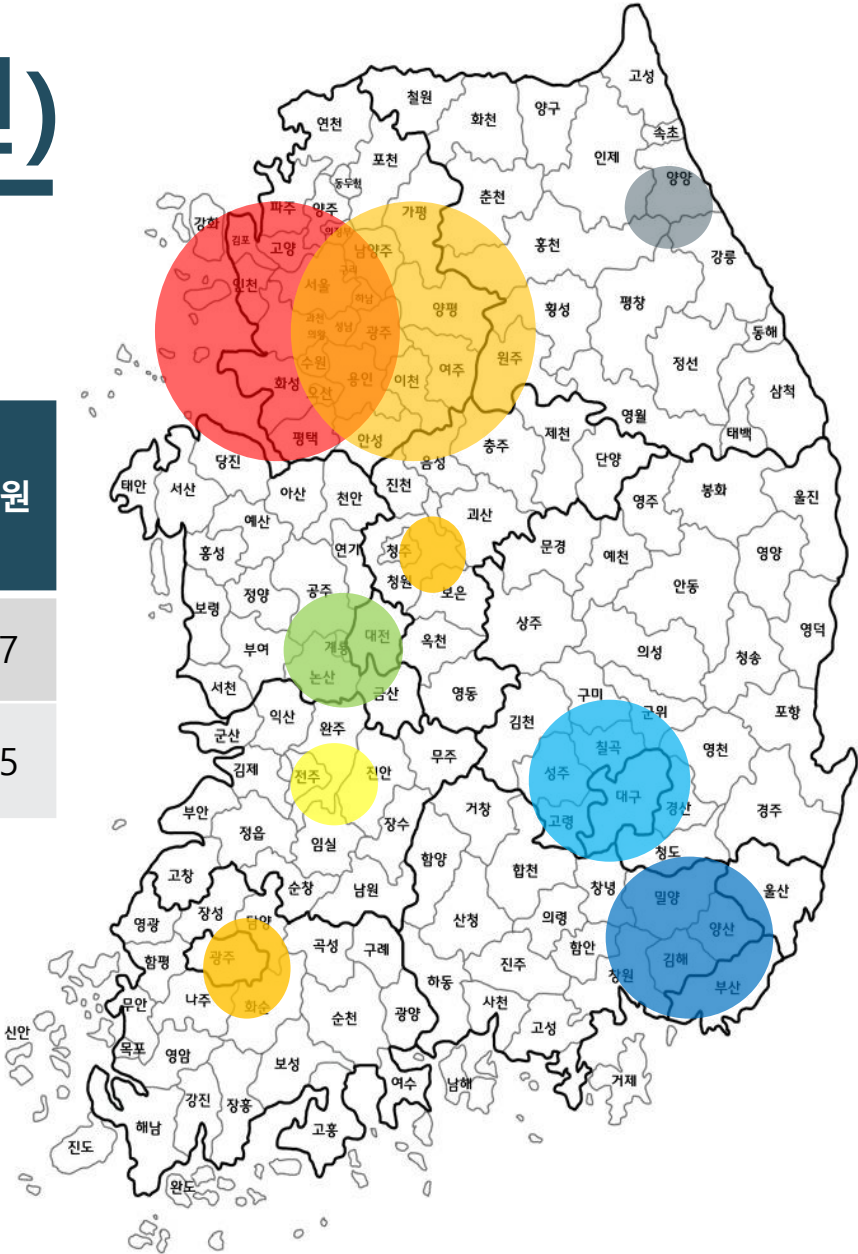 )
원
7
5
고성
철원
양구
화천
연천
속초
인제
포천
동두천
양양
춘천
파주
양주
가평
강화
의정부
김포
고양
남양주
홍천
강릉
구리
인천
서울
하남
양평
횡성
평창
과천
성남
광주
동해
의왕
원주
정선
수원
여주
화성
용인
이천
오산
삼척
영월
평택
안성
태백
제천
충주
음성
단양
당진
태안
서산
진천
아산
천안
봉화
울진
영주
괴산
예산
연기
청주
문경
예천
영양
홍성
청원
안동
보은
공주
정양
보령
상주
영덕
대전
옥천
계룡
부여
의성
청송
논산
서천
금산
영동
구미
군위
포항
익산
김천
완주
군산
칠곡
영천
무주
김제
진안
성주
전주
대구
거창
경산
경주
부안
고령
장수
정읍
임실
청도
함양
합천
고창
순창
남원
창녕
밀양
울산
장성
담양
산청
의령
영광
양산
곡성
구례
함안
광주
김해
함평
진주
창원
하동
부산
나주
화순
무안
사천
순천
광양
고성
신안
목포
영암
보성
거제
여수
남해
강진
장흥
해남
고흥
진도
완도